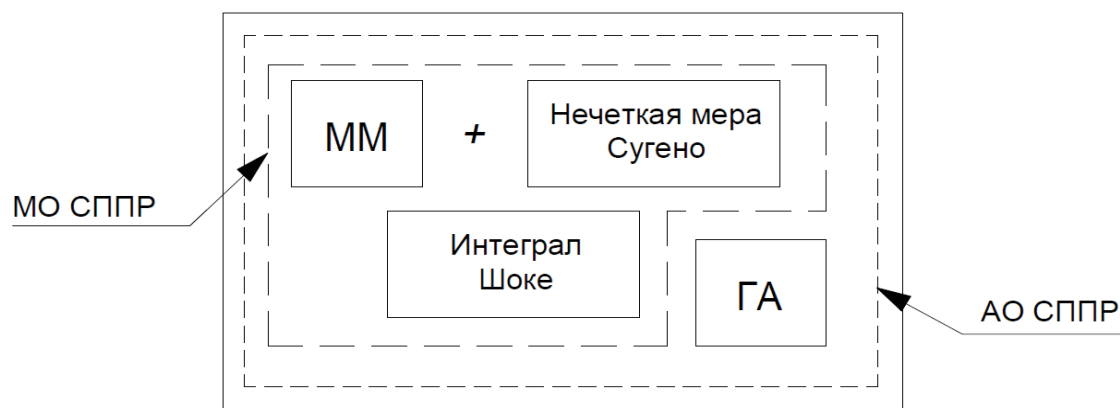 ММ
+
Нечеткая мера
Сугено
МО СППР
Интеграл
Шоке
ГА
АО СППР